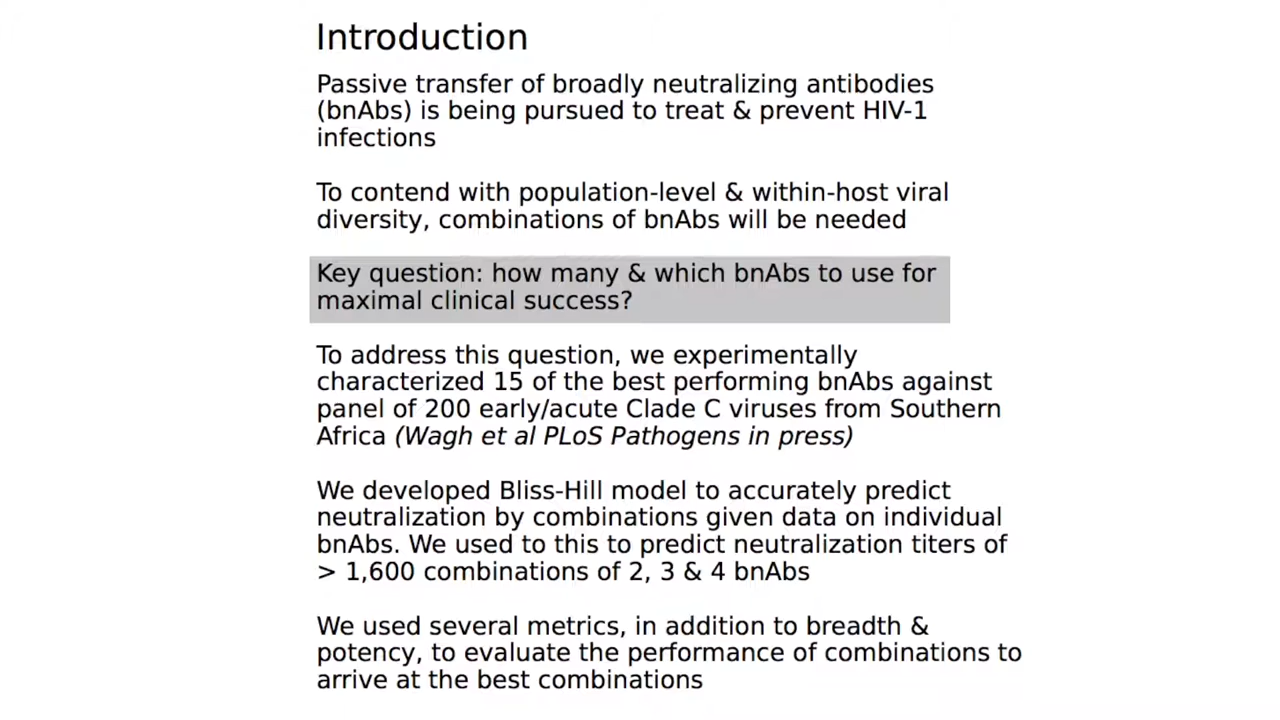 Introduction
Passive transfer of broadly neutralizing antibodies
(bnAbs) is being pursued to treat & prevent HIV-1
infections
To contend with population-level & within-host viral
diversity, combinations of bnAbs will be needed
Key question: how many & which bnAbs to use for
maximal clinical success?
To address this question, we experimentally
characterized 15 of the best performing bnAbs against
panel of 200 early/acute Clade C viruses from Southern
Africa (Wagh et al PLoS Pathogens in press)
We developed Bliss-Hill model to accurately predict
neutralization by combinations given data on individual
bnAbs. We used to this to predict neutralization titers of
> 1,600 combinations of 2, 3 & 4 bnAbs
We used several metrics, in addition to breadth &
potency, to evaluate the performance of combinations to
arrive at the best combinations